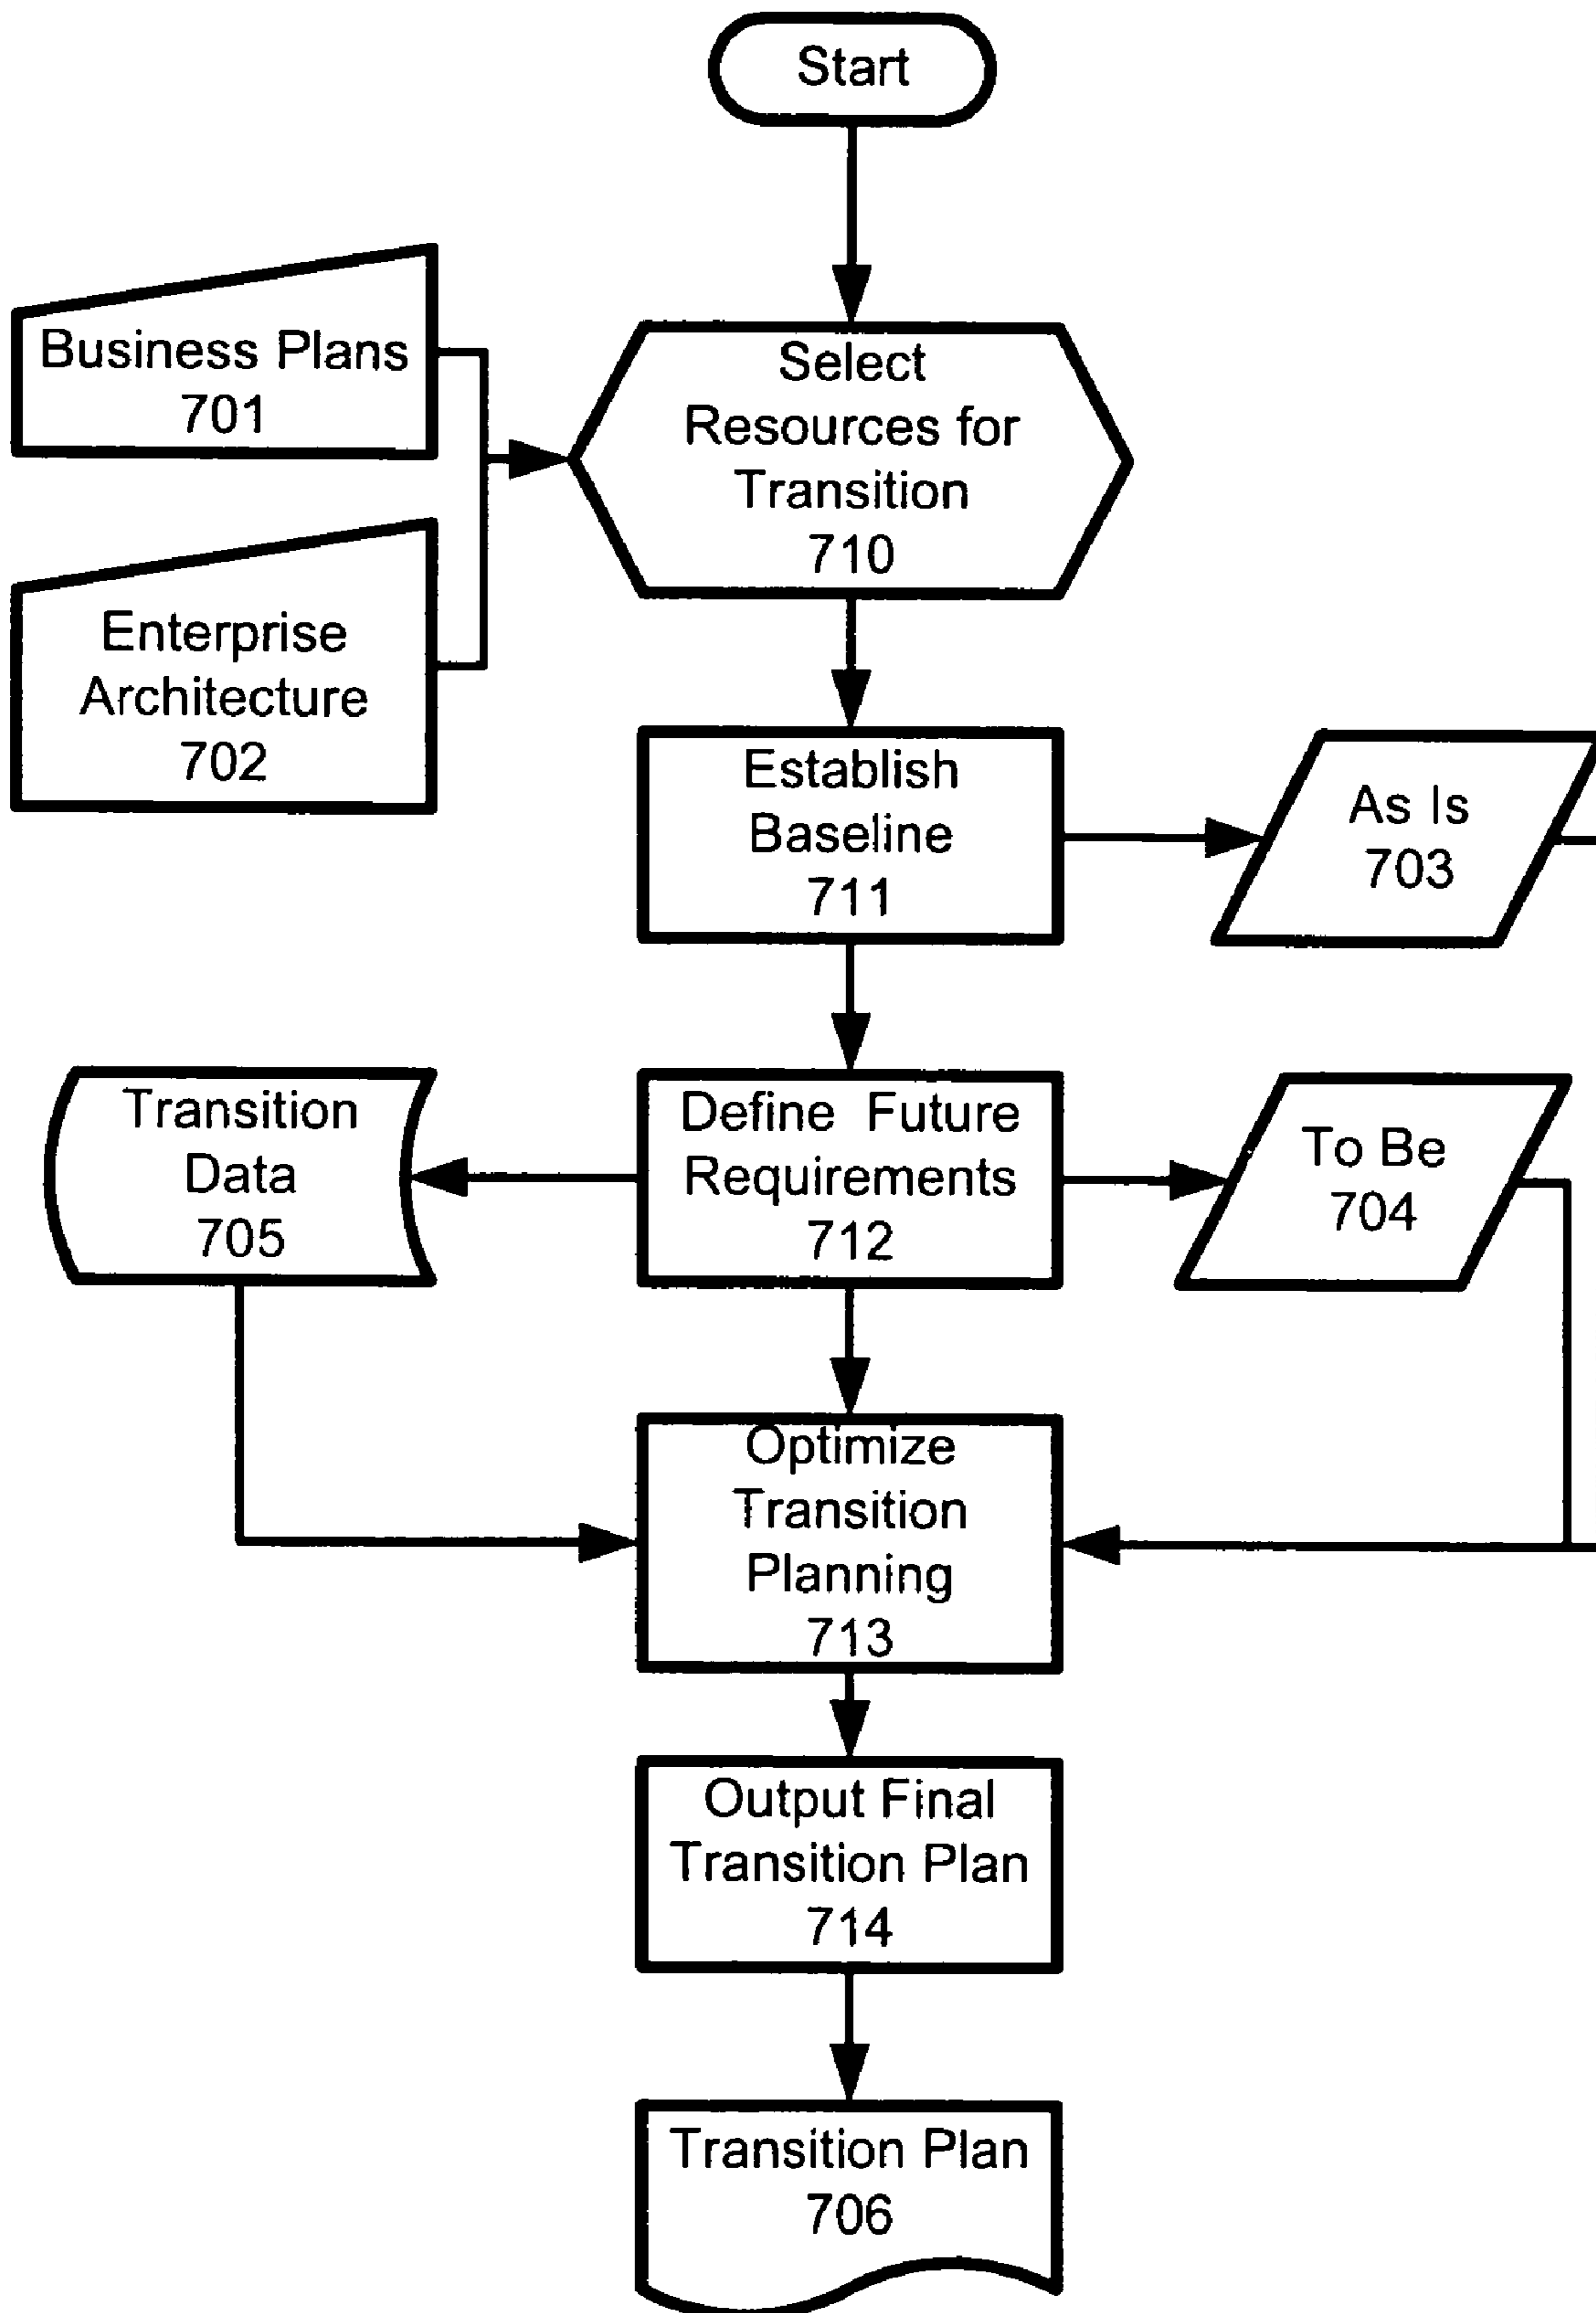 Start
Business Plans
701
Select
Resources for
Transition
710
Enterprise
Architecture
702
Establish
Baseline
711
As Is
703
Transition
Data
705
Define Future
Requirements
712
To Be
704
Optimize
Transition
Planning
713
Output Final
Transition Plan
714
Transition Plan
706